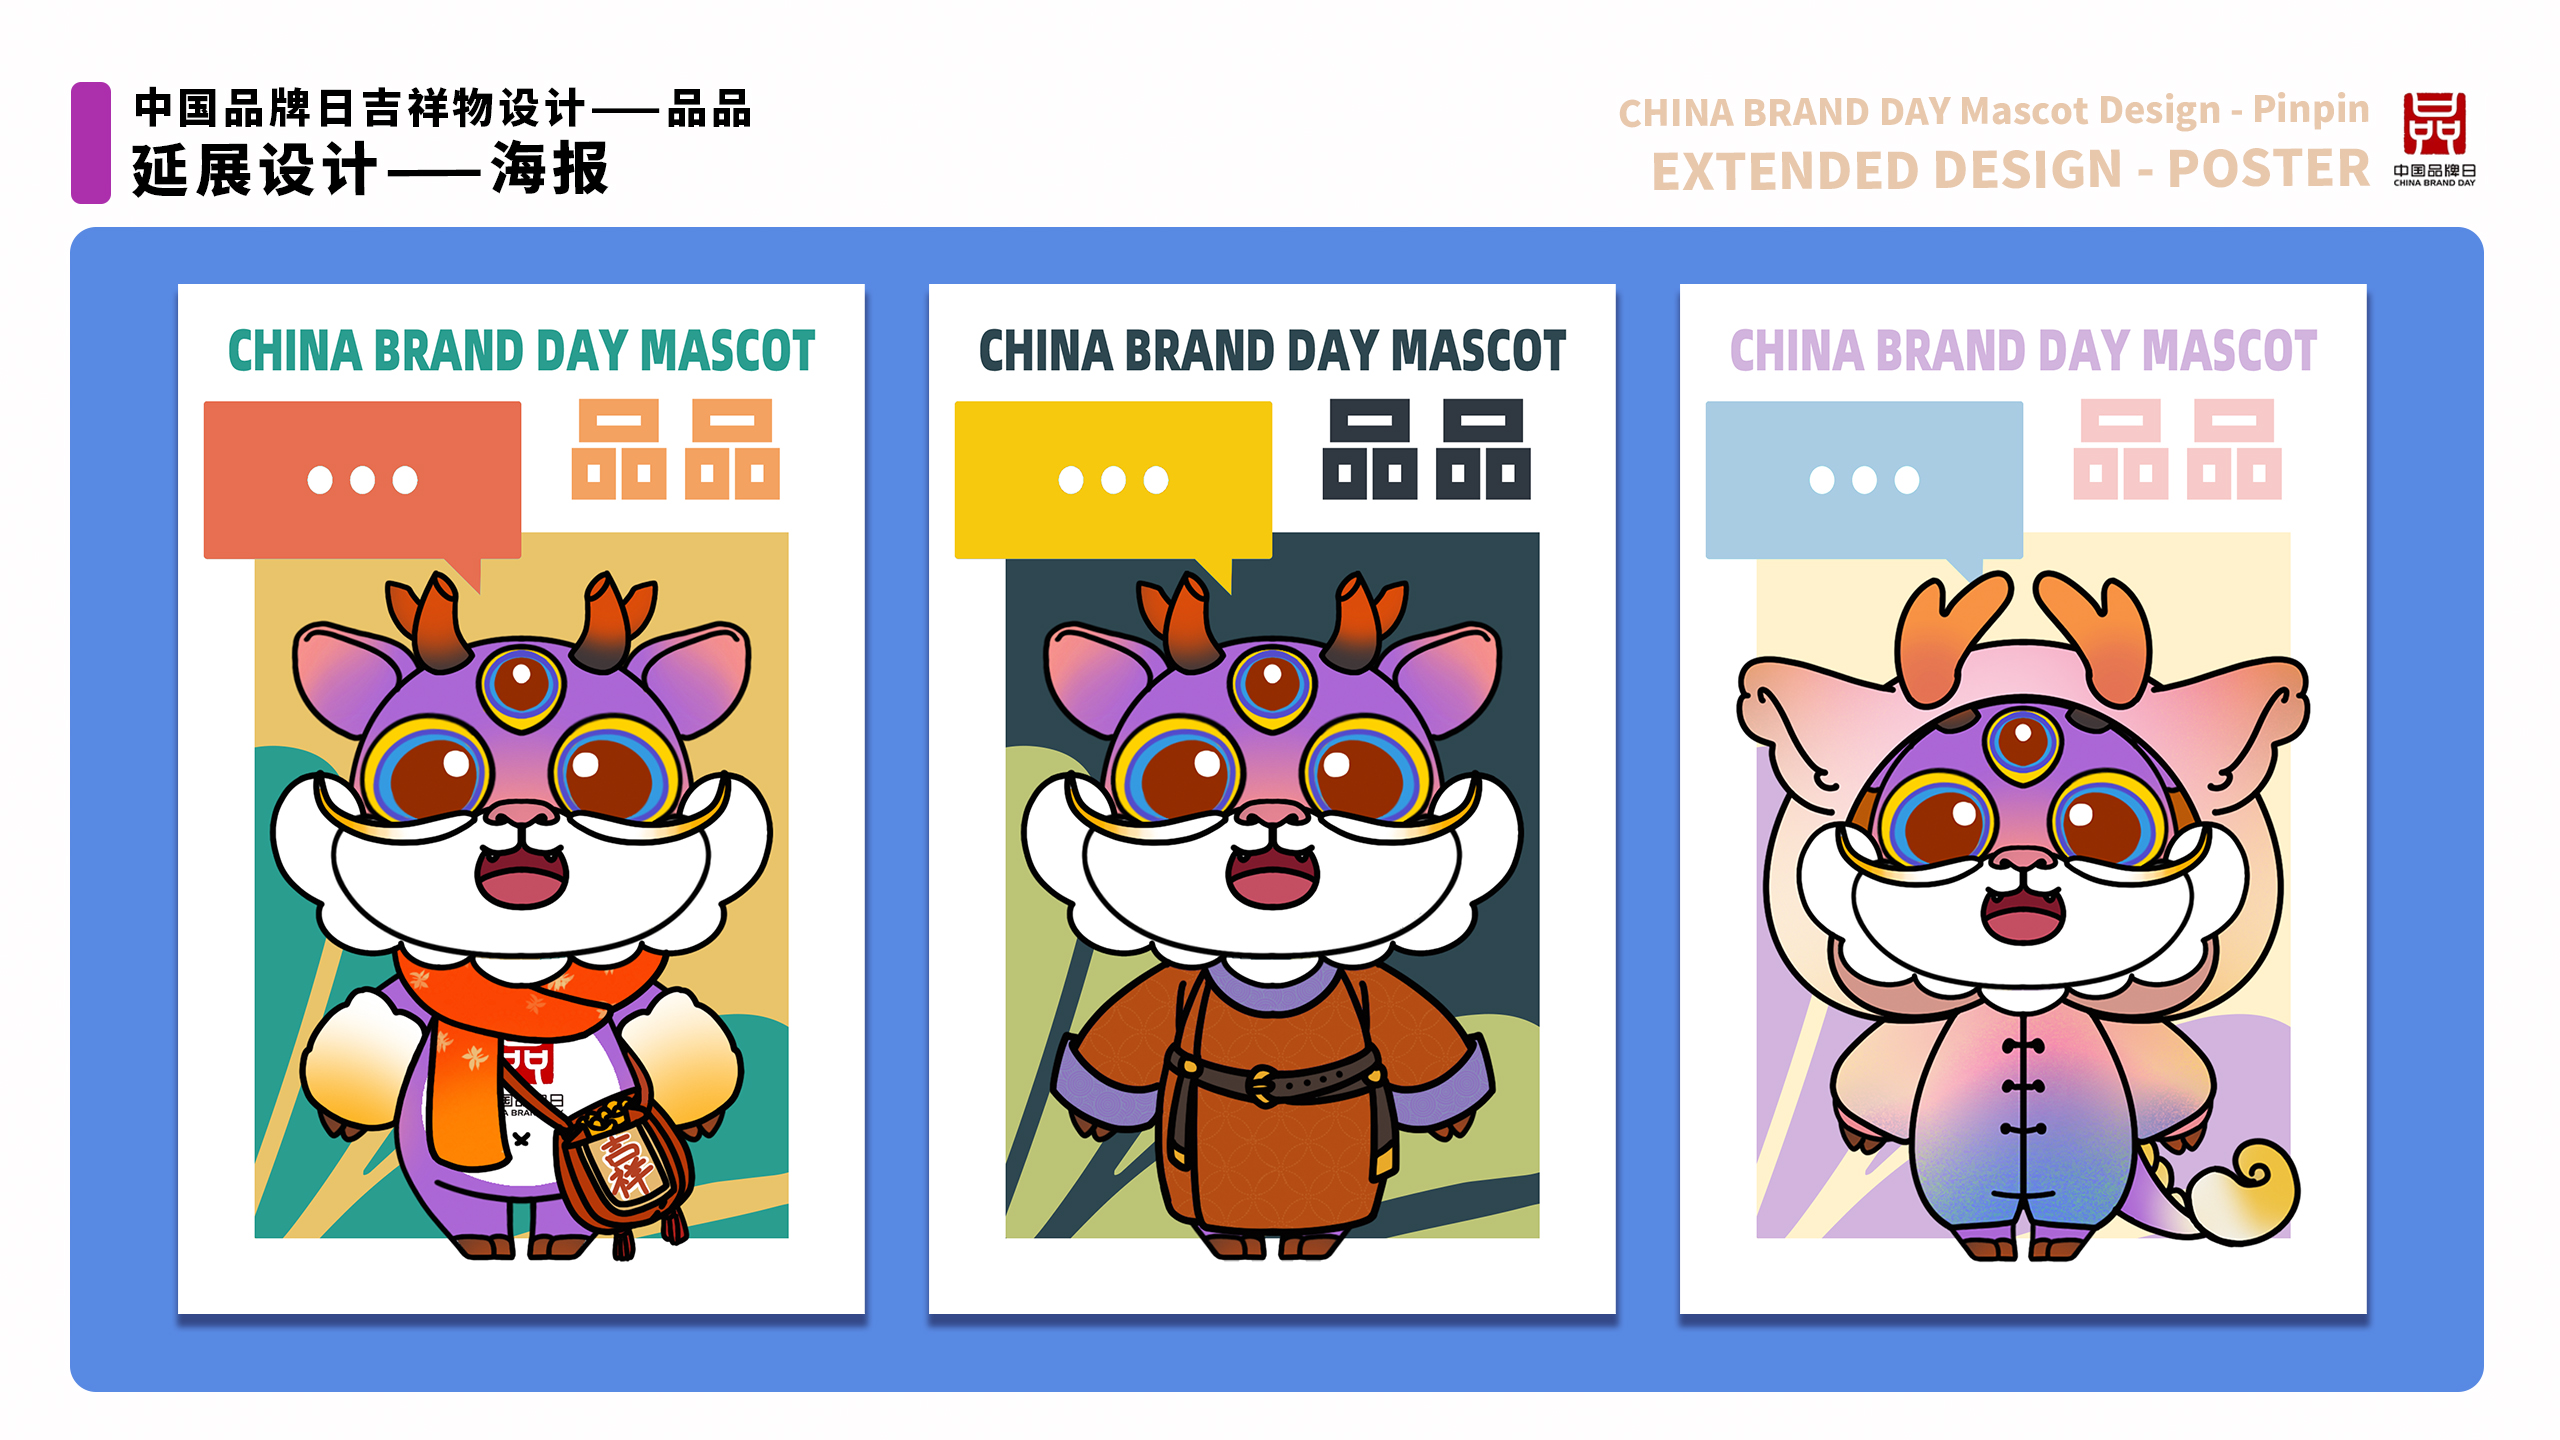 中国品牌日吉祥物设计——品品
延展设计——海报
CHINA BRAND DAY Mascot Design - Pinpin
EXTENDED DESIGN - POSTER
品
中国品牌日
CHINA BRAND DAY
CHINA BRAND DAY MASCOT
品品
吉祥
CHINA BRAND DAY MASCOT
品品
CHINA BRAND DAY MASCOT
品品